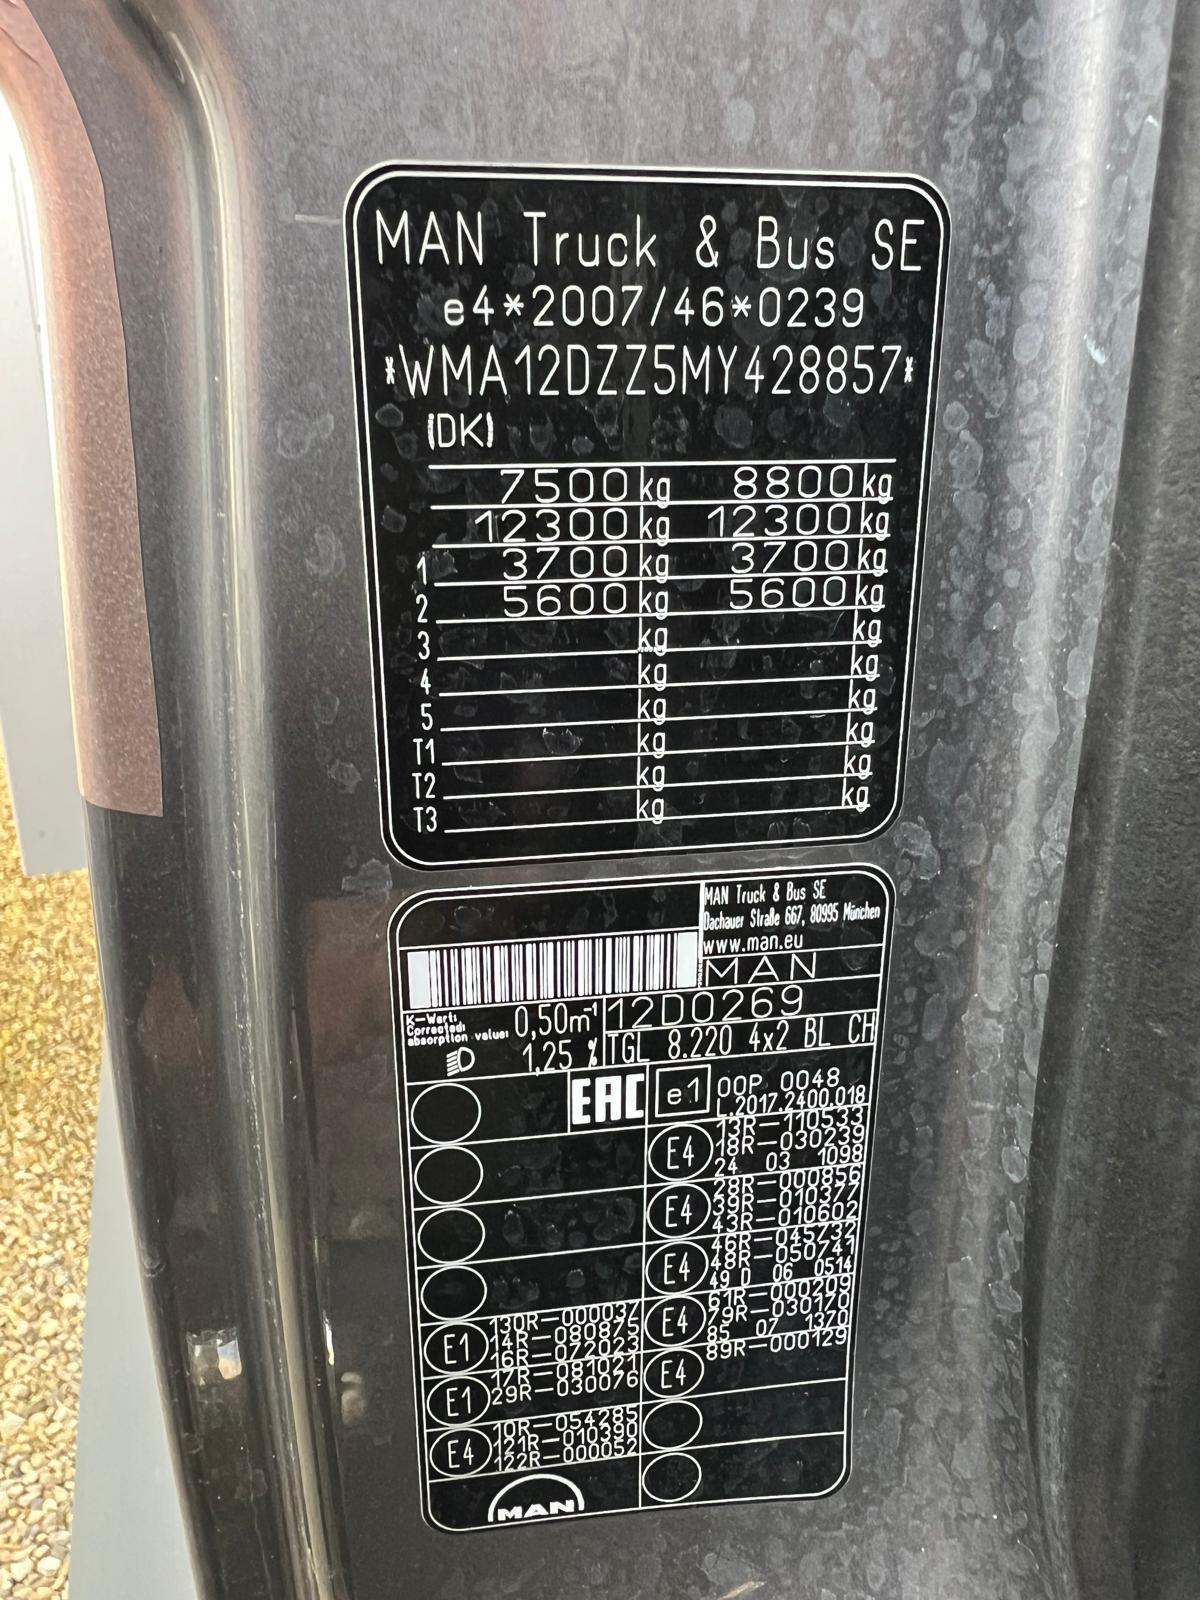 MAN Truck & Bus SE
e4*2007/46*0239
*WMA12DZZ5MY428857*
(DK)
7500 kg 8800 kg
12300 kg 12300 kg
1 3700 kg 3700 kg
2 5600 kg 5600 kg
3 kg kg
4 kg kg
5 kg kg
T1 kg kg
T2 kg kg
T3 kg kg
MAN Truck & Bus SE
Dachauer Straße 667, 80995 München
www.man.eu
MAN
K-Wert:
Corrected:
absorption value: 0,50m⁻¹
12D0269
1,25 %
TGL 8.220 4x2 BL CH
EAC
e1
00P 0048
L.2017.2400.018
E4
13R-110533
18R-030239
24 03 1098
E4
28R-000856
39R-010377
43R-010602
E4
46R-045732
48R-050741
49 D 06 0514
E4
61R-000209
79R-030170
85 07 1370
E4
89R-000129
E1
130R-000037
14R-080875
16R-072023
E1
17R-081021
29R-030076
E4
10R-054285
121R-010390
122R-000052
MAN